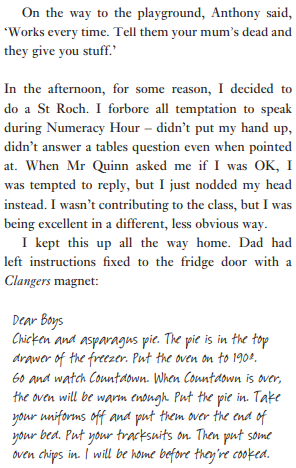 On the way to the playground, Anthony said,
‘Works every time. Tell them your mum’s dead and
they give you stuff.’
In the afternoon, for some reason, I decided to
do a St Roch. I forbore all temptation to speak
during Numeracy Hour – didn’t put my hand up,
didn’t answer a tables question even when pointed
at. When Mr Quinn asked me if I was OK, I
was tempted to reply, but I just nodded my head
instead. I wasn’t contributing to the class, but I was
being excellent in a different, less obvious way.
I kept this up all the way home. Dad had
left instructions fixed to the fridge door with a
Clangers magnet:
Dear Boys
Chicken and asparagus pie. The pie is in the top
drawer of the freezer. Put the oven on to 190º.
Go and watch Countdown. When Countdown is over,
the oven will be warm enough. Put the pie in. Take
your uniforms off and put them over the end of
your bed. Put your tracksuits on. Then put some
oven chips in. I will be home before they’re cooked.